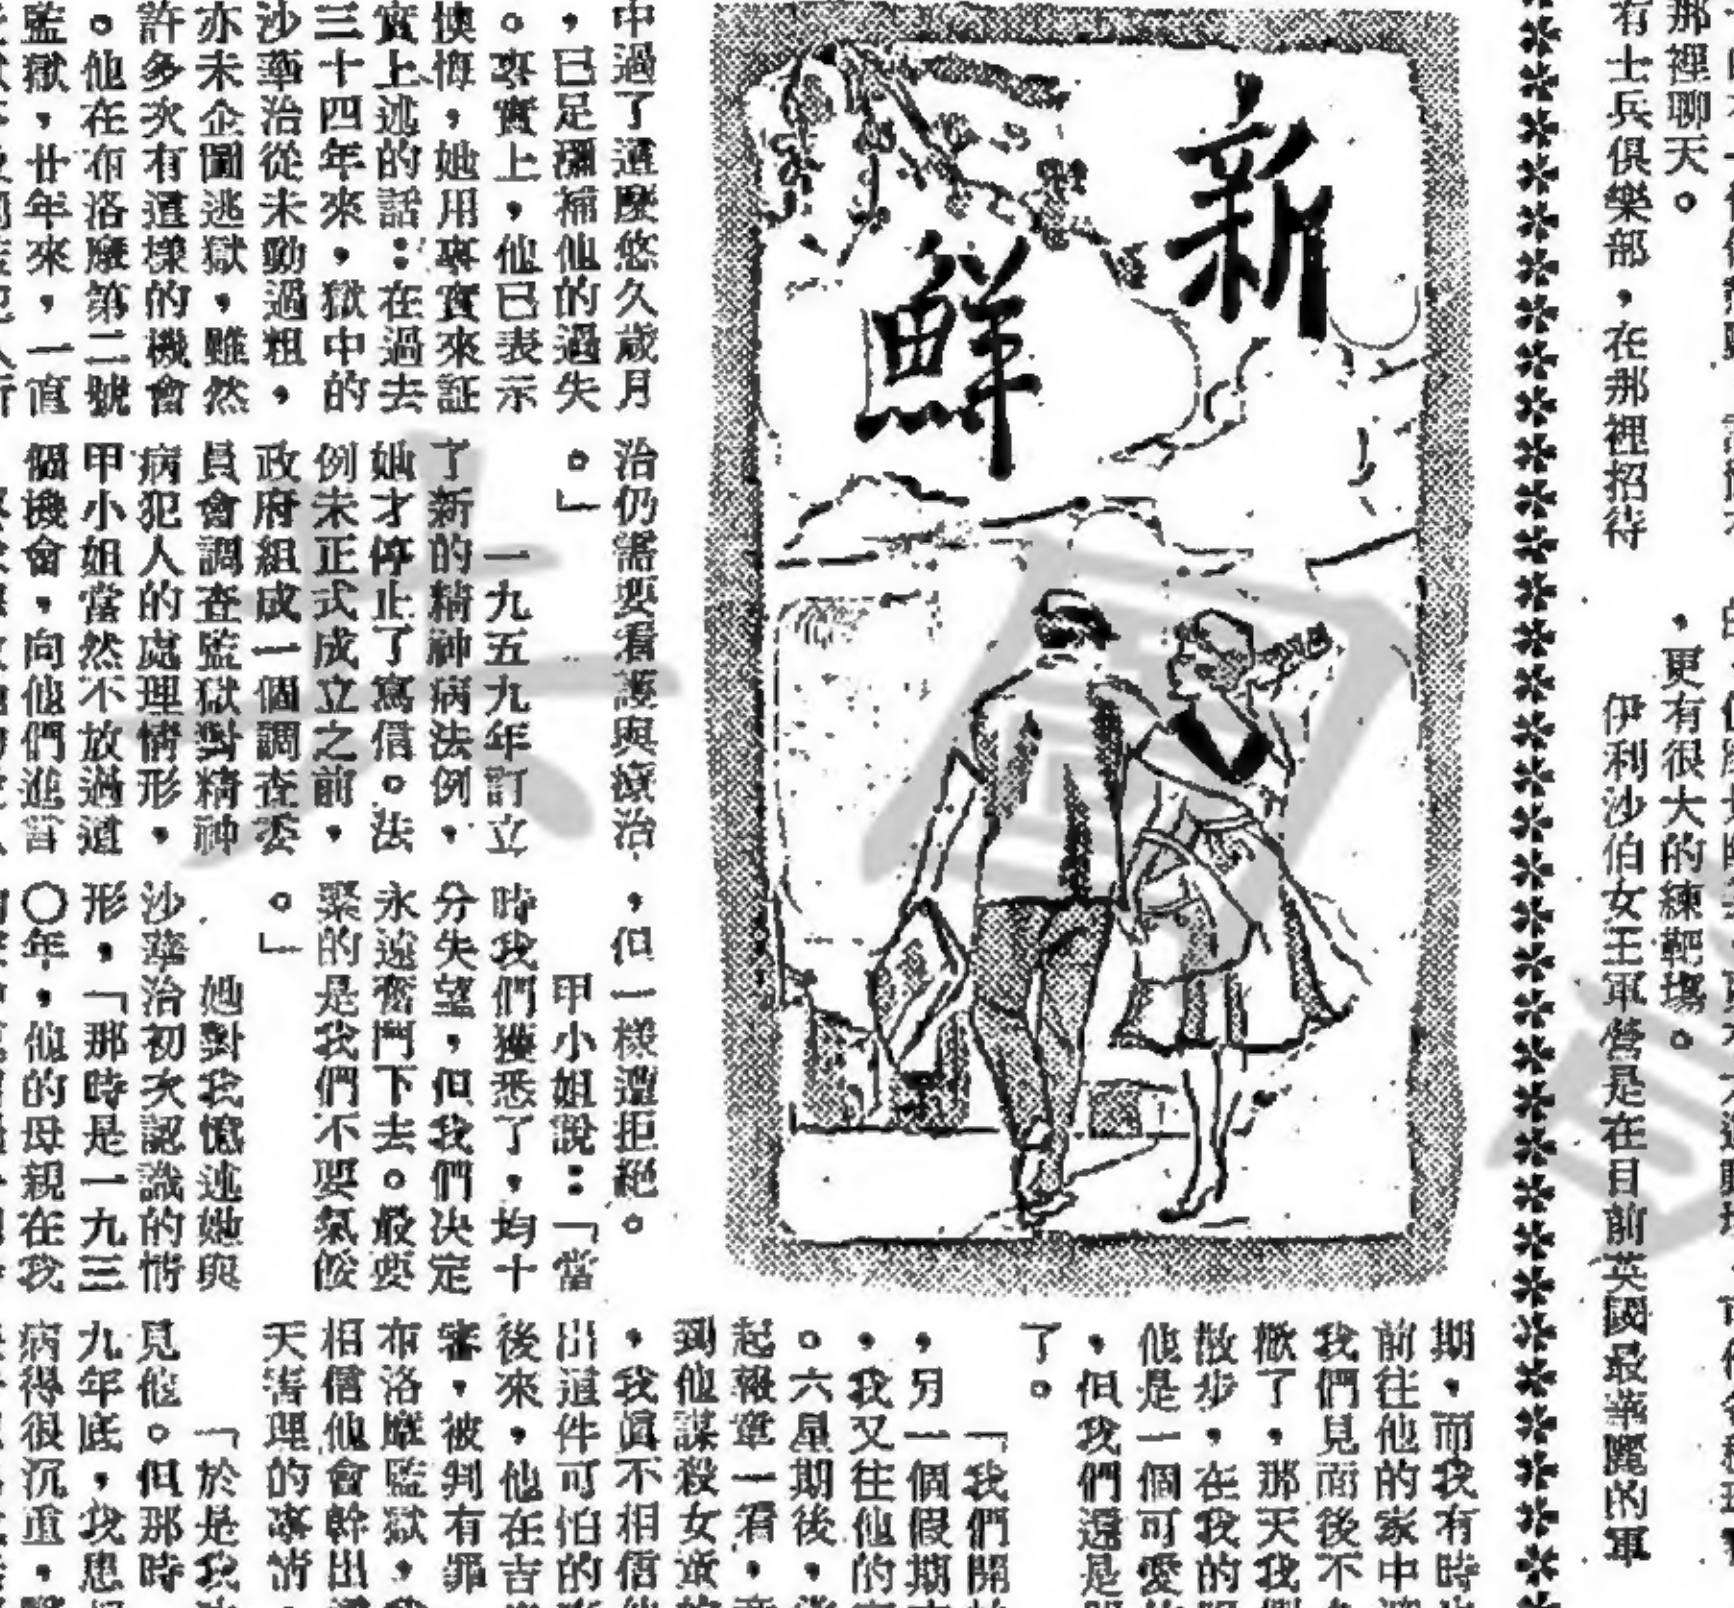 那裡聊天。
有士兵俱樂部，在那裡招待
，更有很大的練靶場。
伊利沙伯女王軍營是在目前英國最華麗的軍
新鮮
中過了這麼悠久歲月
，已足彌補他的過失
。事實上，他已表示
懊悔，她用事實來証
實上述的話：在過去
三十四年來，獄中的
沙華治從未動過粗，
亦未企圖逃獄，雖然
許多次有這樣的機會
。他在布洛摩第二號
監獄，廿年來，一直
治仍需要看護與療治
。」
一九五九年訂立
了新的精神病法例，
她才停止了寫信。法
例未正式成立之前，
政府組成一個調查委
員會調查監獄對精神
病犯人的處理情形，
甲小姐當然不放過這
個機會，向他們進言
，但一樣遭拒絕。
甲小姐說：「當
時我們獲悉了，均十
分失望，但我們决定
永遠奮鬥下去。最要
緊的是我們不要氣餒
。」
她對我憶述她與
沙華治初次認識的情
形，「那時是一九三
〇年，他的母親在我
期，而我有時
前往他的家中
我們見面後不
歡了，那天我們
散步，在我的
他是一個可愛
，但我們還是
了。
「我們開
，另一個假期
，我又往他的
。六星期後，
起報章一看，
到他謀殺女童
，我眞不相信
出這件可怕的
後來，他在吉
審，被判有罪
布洛摩監獄，
相信他會幹出
天害理的事情
「於是我
見他。但那時
九年底，我患
病得很沉重，